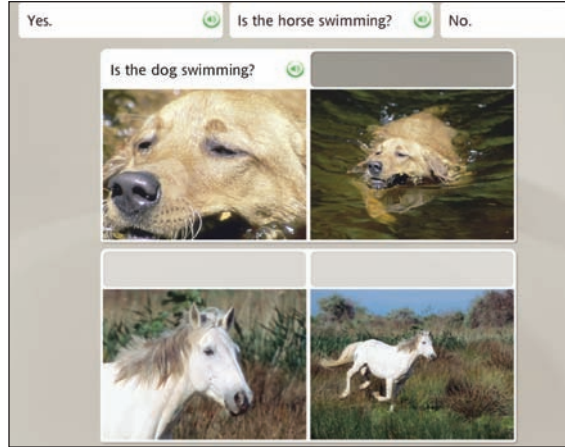 Yes.
Is the horse swimming?
No.
Is the dog swimming?